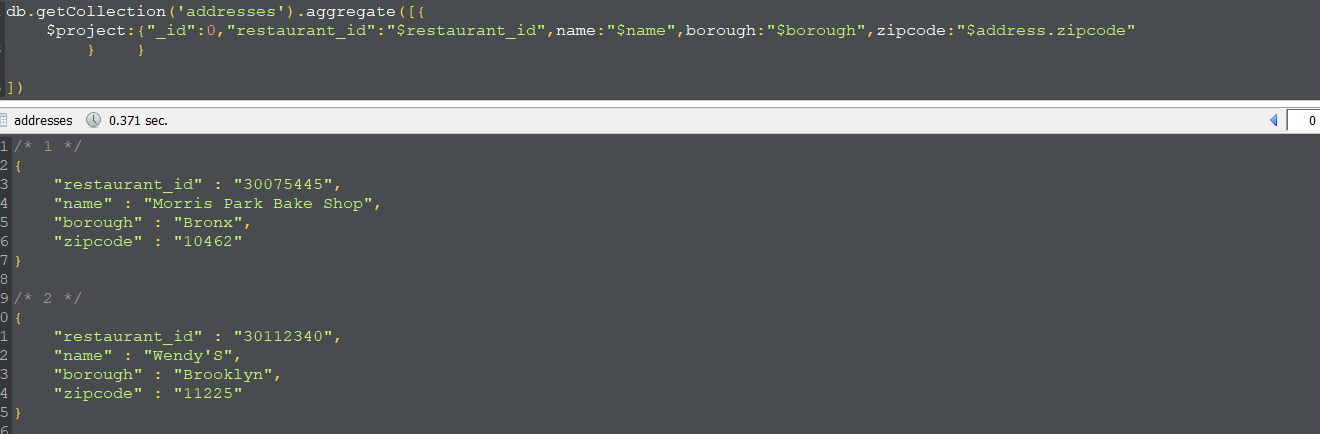 db.getCollection('addresses').aggregate([{
$project:{"_id":0,"restaurant_id":"$restaurant_id",name:"$name",borough:"$borough",zipcode:"$address.zipcode"
} }
])
addresses 0.371 sec. 0
1 /* 1 */
2 {
3 "restaurant_id" : "30075445",
4 "name" : "Morris Park Bake Shop",
5 "borough" : "Bronx",
6 "zipcode" : "10462"
7 }
8
9 /* 2 */
0 {
1 "restaurant_id" : "30112340",
2 "name" : "Wendy'S",
3 "borough" : "Brooklyn",
4 "zipcode" : "11225"
5 }
6